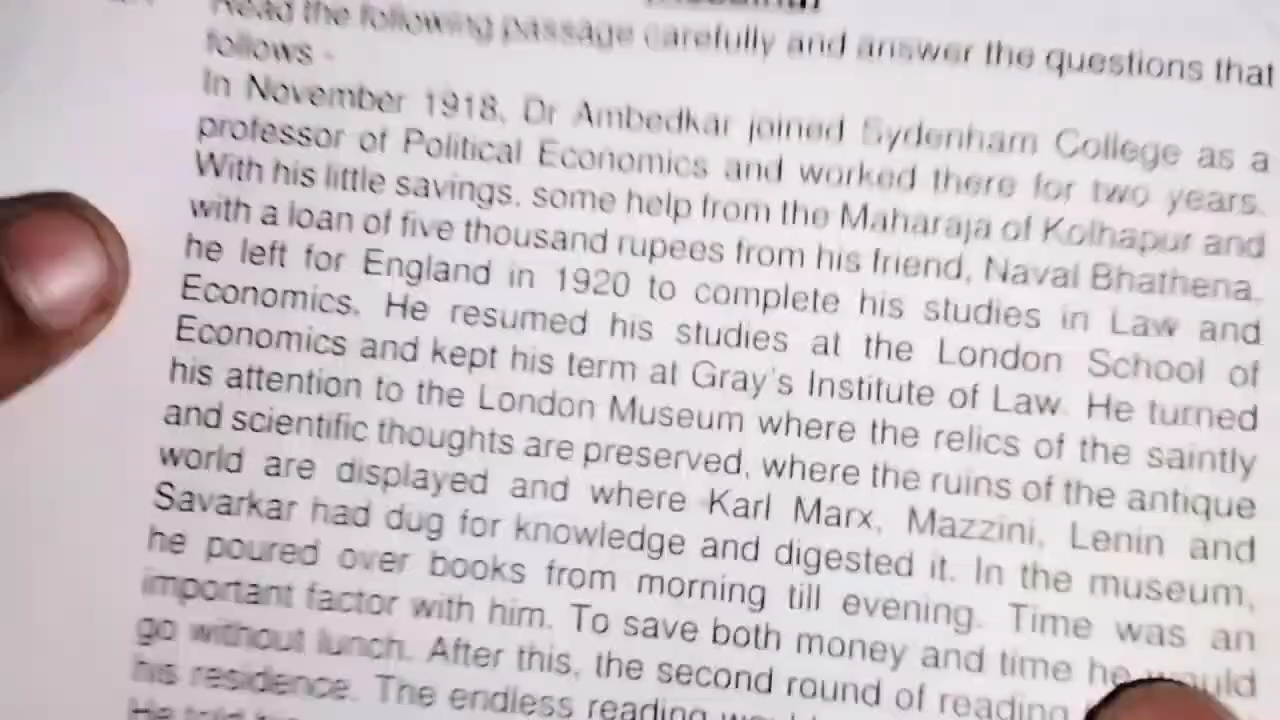 Read the following passage carefully and answer the questions that
follows -
In November 1918, Dr Ambedkar joined Sydenham College as a
professor of Political Economics and worked there for two years.
With his little savings, some help from the Maharaja of Kolhapur and
with a loan of five thousand rupees from his friend, Naval Bhathena,
he left for England in 1920 to complete his studies in Law and
Economics. He resumed his studies at the London School of
Economics and kept his term at Gray's Institute of Law. He turned
his attention to the London Museum where the relics of the saintly
and scientific thoughts are preserved, where the ruins of the antique
world are displayed and where Karl Marx, Mazzini, Lenin and
Savarkar had dug for knowledge and digested it. In the museum,
he poured over books from morning till evening. Time was an
important factor with him. To save both money and time he would
go without lunch. After this, the second round of reading
his residence. The endless reading
He told